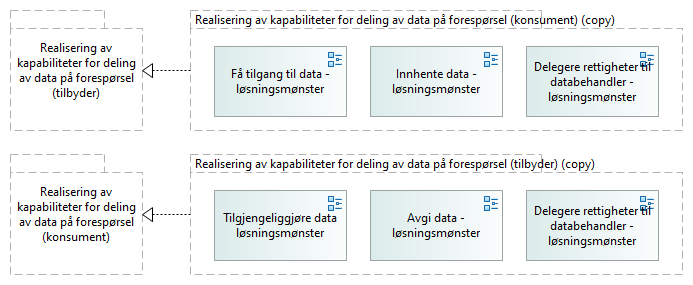 Realisering av kapabiliteter for deling av data på forespørsel (konsument) (copy)
Realisering av
kapabiliteter for deling
av data på forespørsel
(tilbyder)
Få tilgang til data -
løsningsmønster
Innhente data -
løsningsmønster
Delegere rettigheter til
databehandler -
løsningsmønster
Realisering av kapabiliteter for deling av data på forespørsel (tilbyder) (copy)
Realisering av
kapabiliteter for deling
av data på forespørsel
(konsument)
Tilgjengeliggjøre data
løsningsmønster
Avgi data -
løsningsmønster
Delegere rettigheter til
databehandler -
løsningsmønster